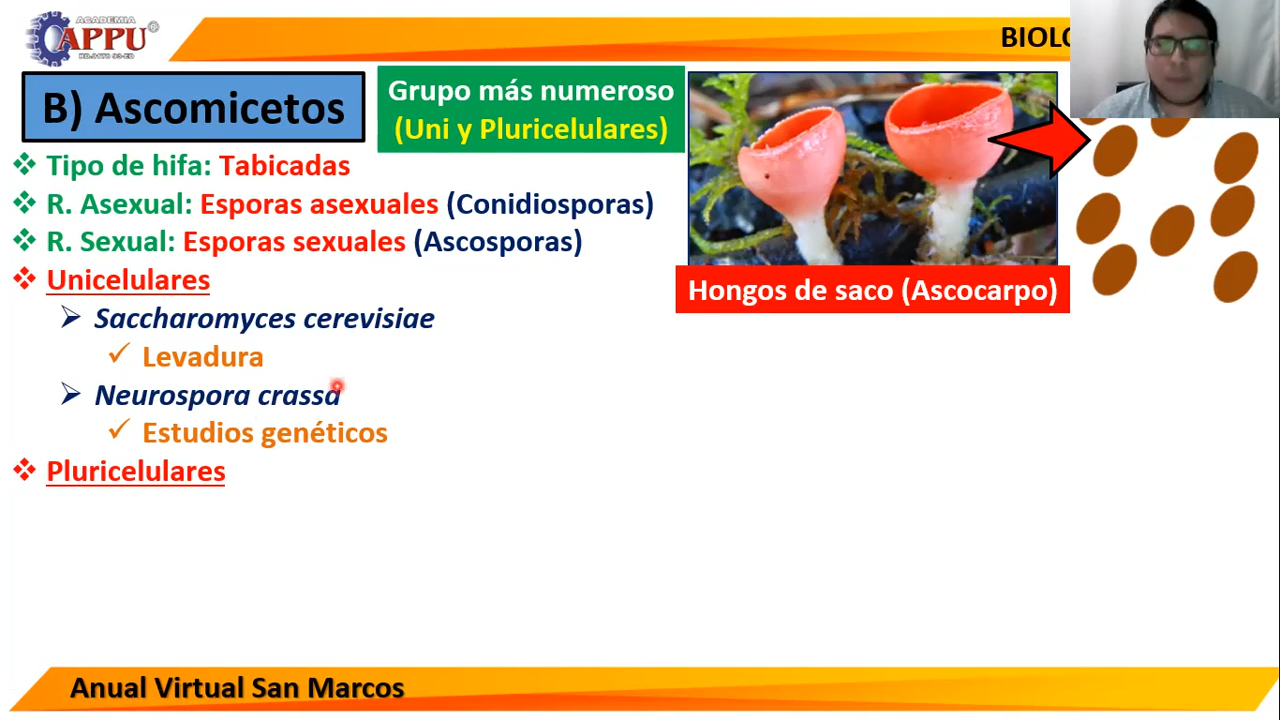 ACADEMIA
APPU
BIOLO
B) Ascomicetos
Grupo más numeroso
(Uni y Pluricelulares)
Tipo de hifa: Tabicadas
R. Asexual: Esporas asexuales (Conidiosporas)
R. Sexual: Esporas sexuales (Ascosporas)
Unicelulares
Saccharomyces cerevisiae
Levadura
Neurospora crassa
Estudios genéticos
Pluricelulares
Hongos de saco (Ascocarpo)
Anual Virtual San Marcos